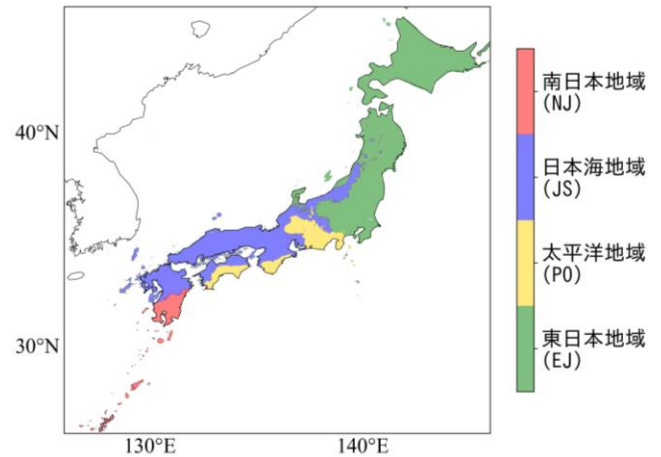 40°N
30°N
130°E
140°E
南日本地域
(NJ)
日本海地域
(JS)
太平洋地域
(PO)
東日本地域
(EJ)